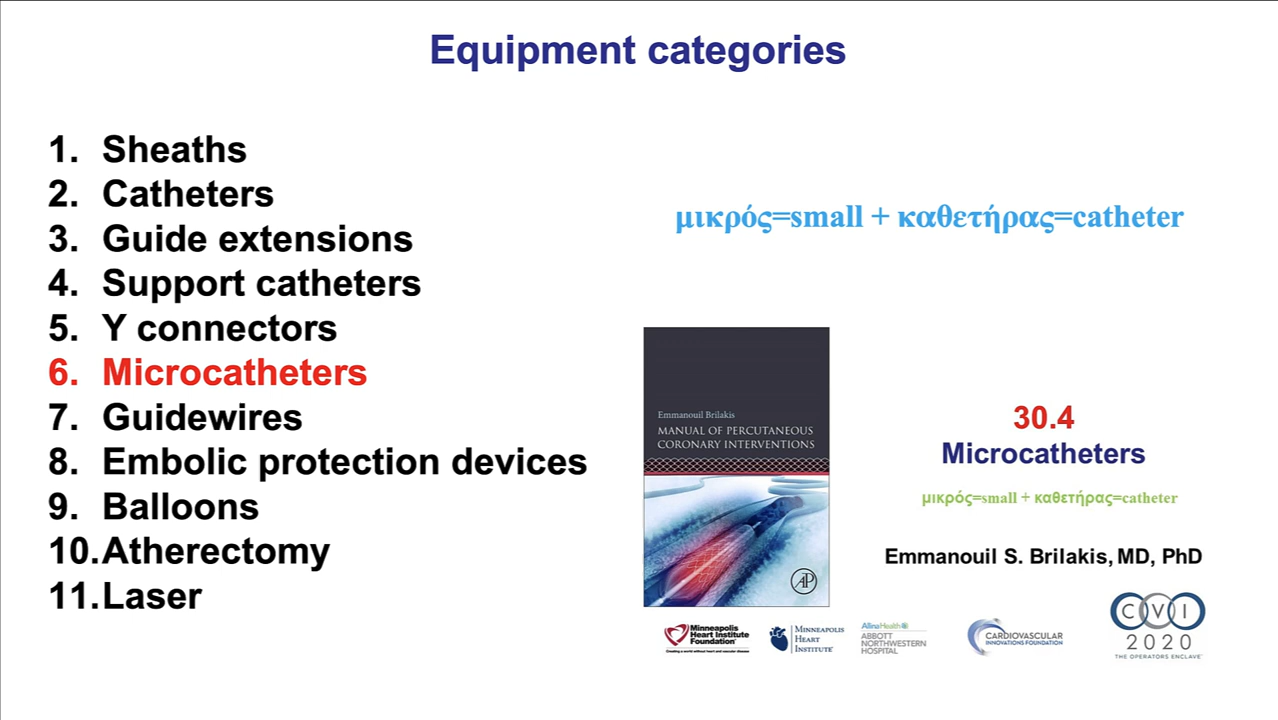 Equipment categories
1. Sheaths
2. Catheters
3. Guide extensions
4. Support catheters
5. Y connectors
6. Microcatheters
7. Guidewires
8. Embolic protection devices
9. Balloons
10. Atherectomy
11. Laser
μικρός=small + καθετήρας=catheter
Emmanouil Brilakis
MANUAL OF PERCUTANEOUS
CORONARY INTERVENTIONS
AP
30.4
Microcatheters
μικρός=small + καθετήρας=catheter
Emmanouil S. Brilakis, MD, PhD
Minneapolis
Heart Institute
Foundation®
Creating a world without heart and vascular disease
MINNEAPOLIS
HEART
INSTITUTE®
Allina Health
ABBOTT
NORTHWESTERN
HOSPITAL
CARDIOVASCULAR
INNOVATIONS FOUNDATION
CVI
2020
THE OPERATORS ENCLAVE